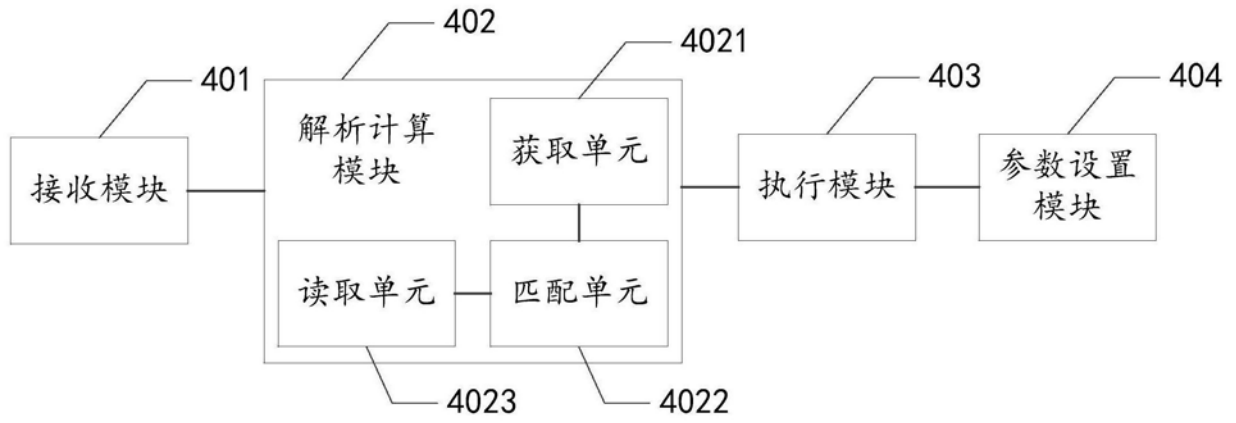 402
4021
401
403
404
解析计算
模块
获取单元
接收模块
执行模块
参数设置
模块
读取单元
匹配单元
4023
4022